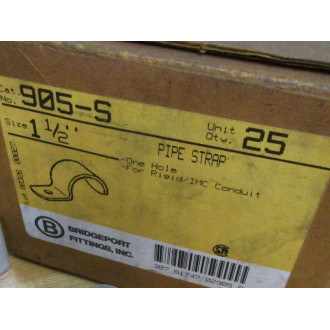 Cat. No. 905-S
Size 1 1/2" Unit Qty. 25
PIPE STRAP
-One Hole
-For Rigid/IMC Conduit
B
BRIDGEPORT
FITTINGS, INC.